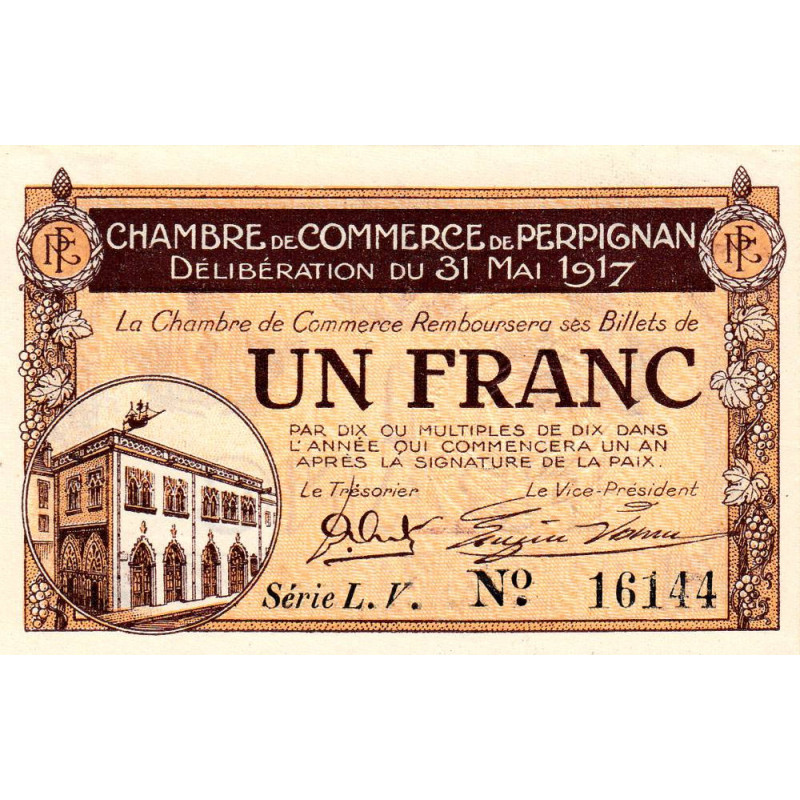 CHAMBRE DE COMMERCE DE PERPIGNAN
DÉLIBÉRATION DU 31 MAI 1917
La Chambre de Commerce Remboursera ses Billets de
UN FRANC
PAR DIX OU MULTIPLES DE DIX DANS
L'ANNÉE QUI COMMENCERA UN AN
APRÈS LA SIGNATURE DE LA PAIX.
Le Trésorier Le Vice-Président
Série L. V. Nº 16144